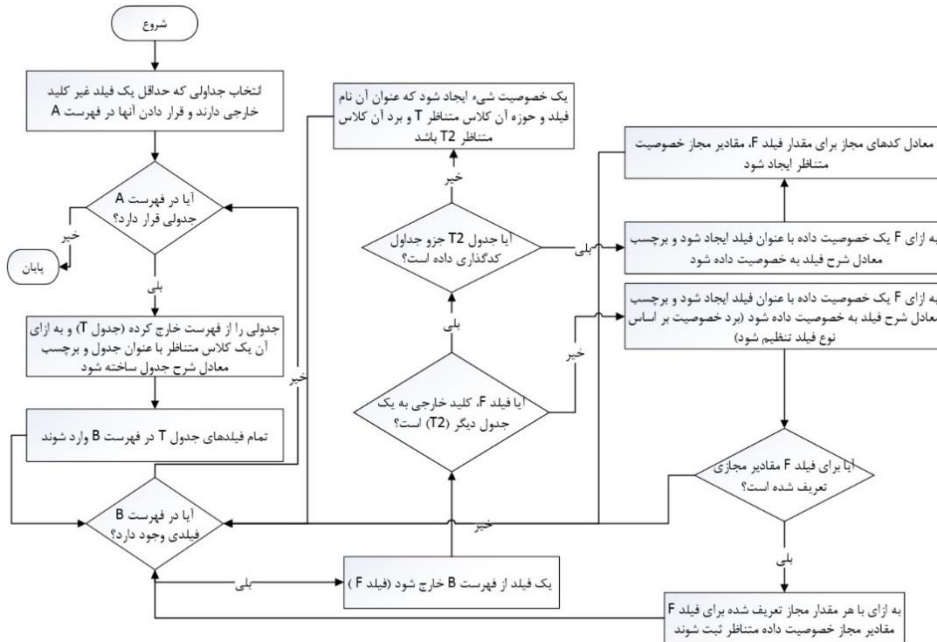 شروع
انتخاب جداولی که حداقل یک فیلد غیر کلید
خارجی دارند و قرار دادن آنها در فهرست A
آیا در فهرست A
جدولی قرار دارد؟
خیر
پایان
بلی
جدولی را از فهرست خارج کرده (جدول T) و به ازای
آن یک کلاس متناظر با عنوان جدول و برچسب
معادل شرح جدول ساخته شود
تمام فیلدهای جدول T در فهرست B وارد شوند
آیا در فهرست B
فیلدی وجود دارد؟
خیر
بلی
یک فیلد از فهرست B خارج شود (فیلد F )
آیا فیلد F، کلید خارجی به یک
جدول دیگر (T2) است؟
بلی
خیر
آیا جدول T2 جزو جداول
کدگذاری داده است؟
خیر
بلی
یک خصوصیت شیء ایجاد شود که عنوان آن نام
فیلد و حوزه آن کلاس متناظر T و برد آن کلاس
متناظر T2 باشد
معادل کدهای مجاز برای مقدار فیلد F، مقادیر مجاز خصوصیت
متناظر ایجاد شود
به ازای F یک خصوصیت داده با عنوان فیلد ایجاد شود و برچسب
معادل شرح فیلد به خصوصیت داده شود
به ازای F یک خصوصیت داده با عنوان فیلد ایجاد شود و برچسب
معادل شرح فیلد به خصوصیت داده شود (برد خصوصیت بر اساس
نوع فیلد تنظیم شود)
آیا برای فیلد F مقادیر مجازی
تعریف شده است؟
خیر
بلی
به ازای با هر مقدار مجاز تعریف شده برای فیلد F
مقادیر مجاز خصوصیت داده متناظر ثبت شوند